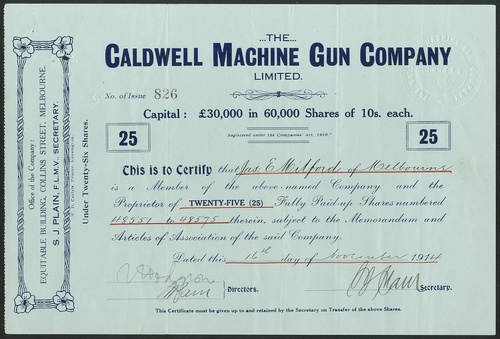 THE
CALDWELL MACHINE GUN COMPANY
LIMITED.
No. of Issue 826
Capital: £30,000 in 60,000 Shares of 10s. each.
Registered under the Companies' Act, 1910.
25
25
This is to Certify that Jas. E Milford of Melbourne
is a Member of the above-named Company and the
Proprietor of TWENTY-FIVE (25) Fully Paid-up Shares numbered
48551 to 48575 therein, subject to the Memorandum and
Articles of Association of the said Company.
Dated this 16th day of November 1914
Directors.
S J Plain Secretary.
This Certificate must be given up to and retained by the Secretary on Transfer of the above Shares.
Office of the Company:
EQUITABLE BUILDING, COLLINS STREET, MELBOURNE.
S. J. PLAIN, F.L.M.V., SECRETARY.
Under Twenty-Six Shares.